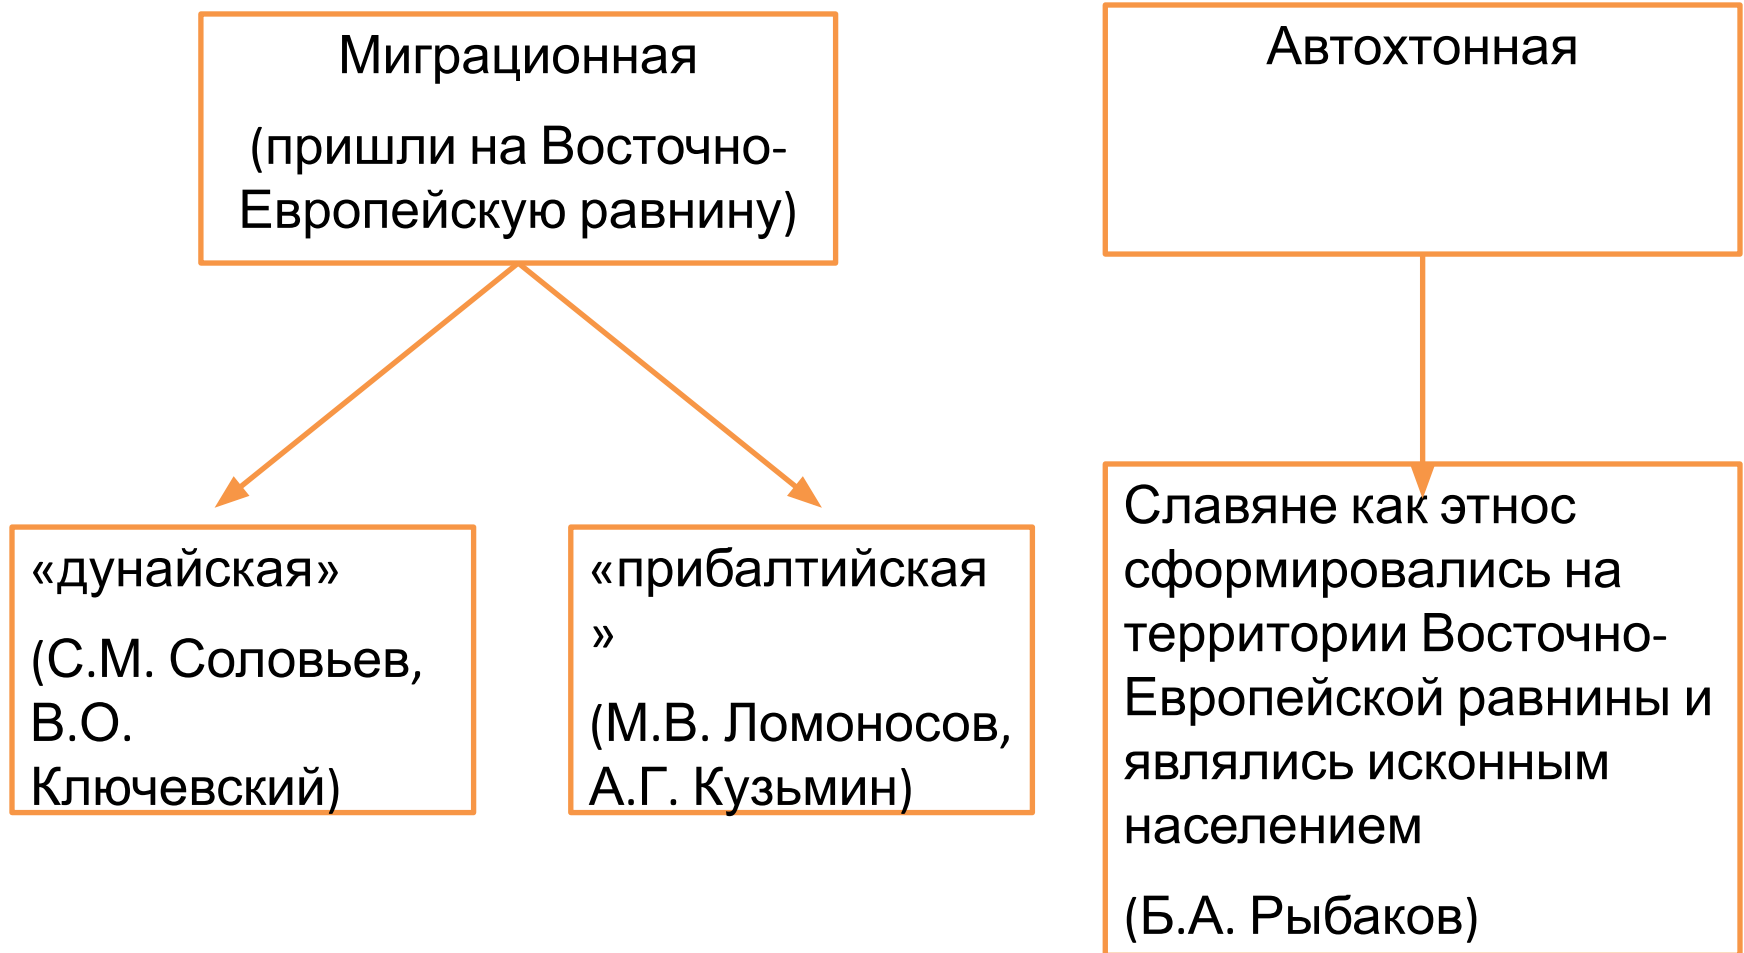 Миграционная
(пришли на Восточно-
Европейскую равнину)
Автохтонная
«дунайская»
(С.М. Соловьев,
В.О.
Ключевский)
«прибалтийская
»
(М.В. Ломоносов,
А.Г. Кузьмин)
Славяне как этнос
сформировались на
территории Восточно-
Европейской равнины и
являлись исконным
населением
(Б.А. Рыбаков)